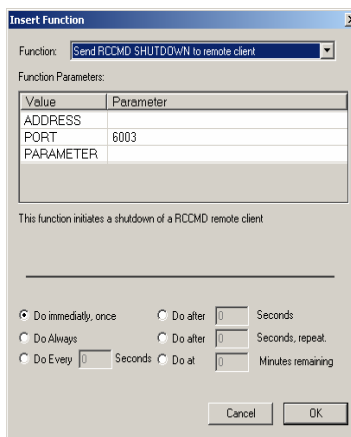 Insert Function
Function: Send RCCMD SHUTDOWN to remote client
Function Parameters:
Value Parameter
ADDRESS
PORT 6003
PARAMETER
This function initiates a shutdown of a RCCMD remote client
Do immediatly, once Do after 0 Seconds
Do Always Do after 0 Seconds, repeat.
Do Every 0 Seconds Do at 0 Minutes remaining
Cancel OK